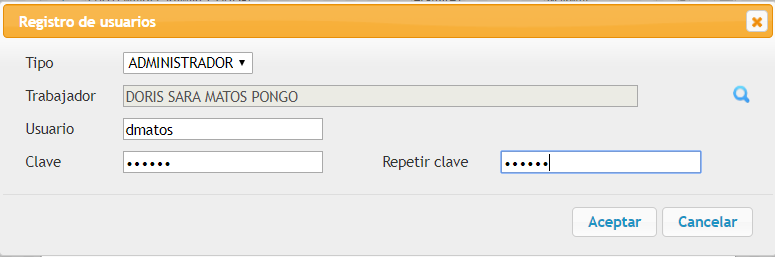 Registro de usuarios
Tipo ADMINISTRADOR
Trabajador DORIS SARA MATOS PONGO
Usuario dmatos
Clave •••••• Repetir clave ••••••
Aceptar Cancelar